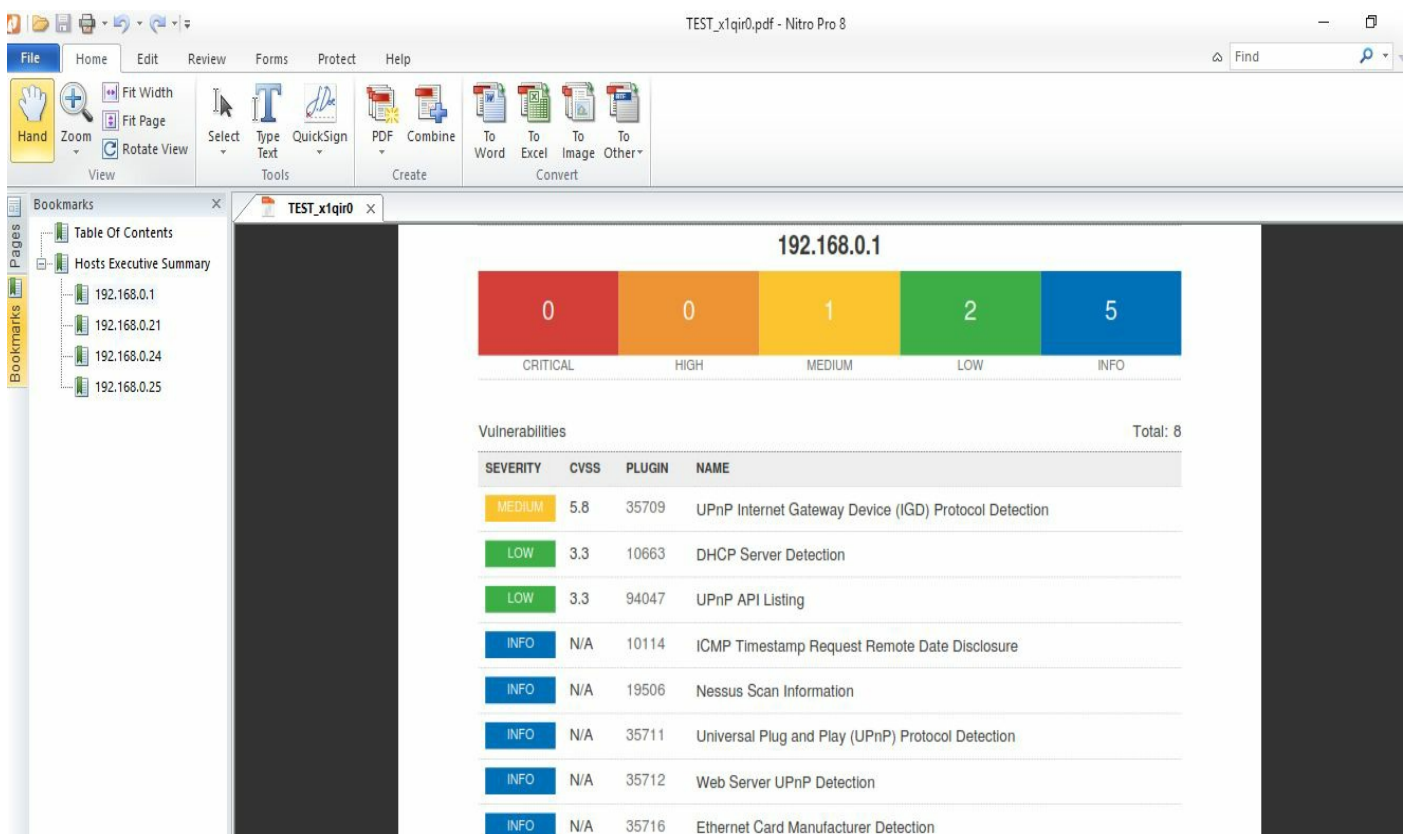 TEST_x1qir0.pdf - Nitro Pro 8
File Home Edit Review Forms Protect Help Find
Hand
Zoom
Fit Width
Fit Page
Rotate View
View
Select
Type Text
QuickSign
Tools
PDF
Combine
Create
To Word
To Excel
To Image
To Other
Convert
Pages
Bookmarks
Bookmarks
Table Of Contents
Hosts Executive Summary
192.168.0.1
192.168.0.21
192.168.0.24
192.168.0.25
TEST_x1qir0
192.168.0.1
0 0 1 2 5
CRITICAL HIGH MEDIUM LOW INFO
Vulnerabilities Total: 8
SEVERITY CVSS PLUGIN NAME
MEDIUM 5.8 35709 UPnP Internet Gateway Device (IGD) Protocol Detection
LOW 3.3 10663 DHCP Server Detection
LOW 3.3 94047 UPnP API Listing
INFO N/A 10114 ICMP Timestamp Request Remote Date Disclosure
INFO N/A 19506 Nessus Scan Information
INFO N/A 35711 Universal Plug and Play (UPnP) Protocol Detection
INFO N/A 35712 Web Server UPnP Detection
INFO N/A 35716 Ethernet Card Manufacturer Detection